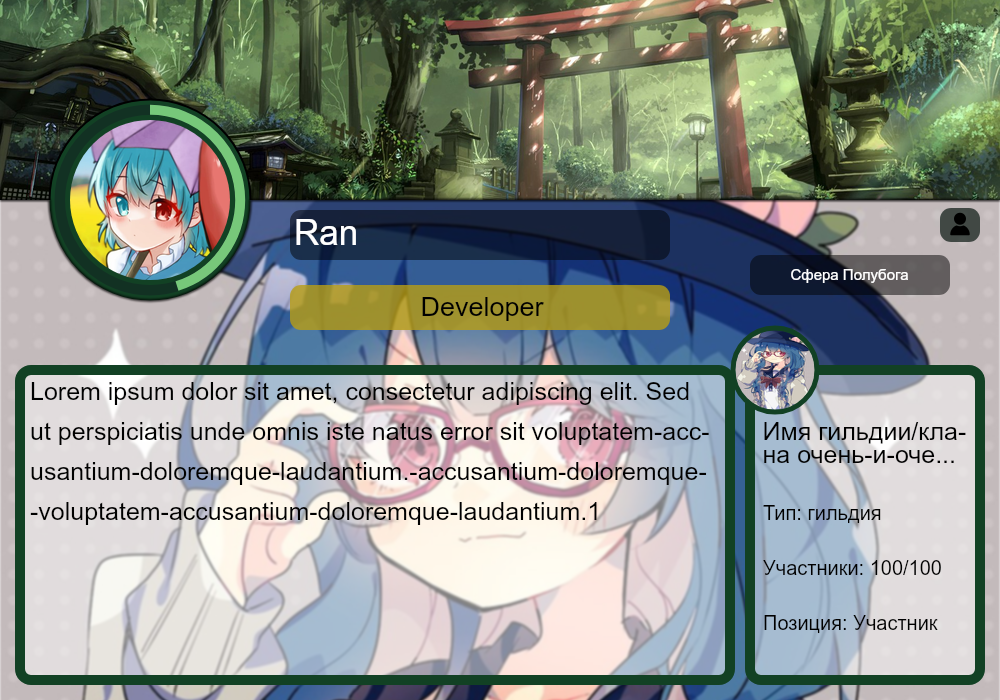 Ran
Сфера Полубога
Developer
Lorem ipsum dolor sit amet, consectetur adipiscing elit. Sed
ut perspiciatis unde omnis iste natus error sit voluptatem-acc-
usantium-doloremque-laudantium.-accusantium-doloremque-
-voluptatem-accusantium-doloremque-laudantium.1
Имя гильдии/кла-
на очень-и-оче...
Тип: гильдия
Участники: 100/100
Позиция: Участник